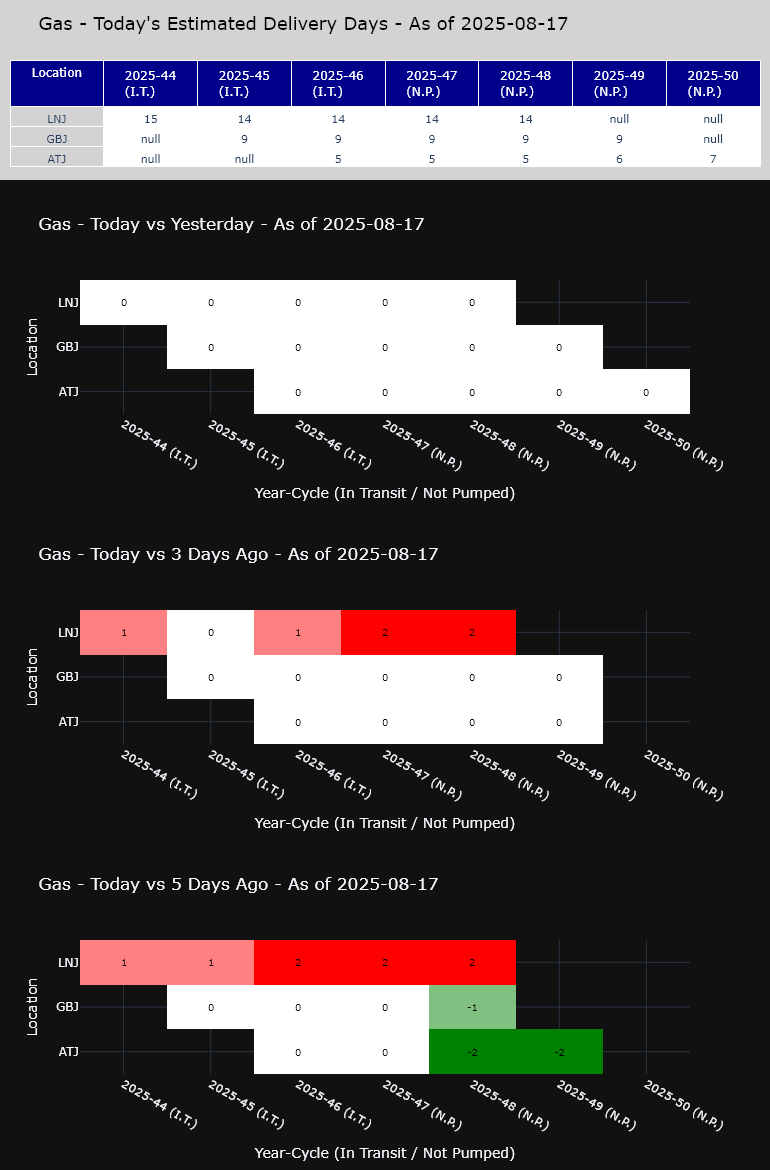 Gas - Today's Estimated Delivery Days - As of 2025-08-17
Location 2025-44 (I.T.) 2025-45 (I.T.) 2025-46 (I.T.) 2025-47 (N.P.) 2025-48 (N.P.) 2025-49 (N.P.) 2025-50 (N.P.)
LNJ 15 14 14 14 14 null null
GBJ null 9 9 9 9 9 null
ATJ null null 5 5 5 6 7
Gas - Today vs Yesterday - As of 2025-08-17
Location
LNJ 0 0 0 0 0
GBJ 0 0 0 0 0
ATJ 0 0 0 0 0
2025-44 (I.T.) 2025-45 (I.T.) 2025-46 (I.T.) 2025-47 (N.P.) 2025-48 (N.P.) 2025-49 (N.P.) 2025-50 (N.P.)
Year-Cycle (In Transit / Not Pumped)
Gas - Today vs 3 Days Ago - As of 2025-08-17
Location
LNJ 1 0 1 2 2
GBJ 0 0 0 0 0
ATJ 0 0 0 0
2025-44 (I.T.) 2025-45 (I.T.) 2025-46 (I.T.) 2025-47 (N.P.) 2025-48 (N.P.) 2025-49 (N.P.) 2025-50 (N.P.)
Year-Cycle (In Transit / Not Pumped)
Gas - Today vs 5 Days Ago - As of 2025-08-17
Location
LNJ 1 1 2 2 2
GBJ 0 0 0 -1
ATJ 0 0 -2 -2
2025-44 (I.T.) 2025-45 (I.T.) 2025-46 (I.T.) 2025-47 (N.P.) 2025-48 (N.P.) 2025-49 (N.P.) 2025-50 (N.P.)
Year-Cycle (In Transit / Not Pumped)